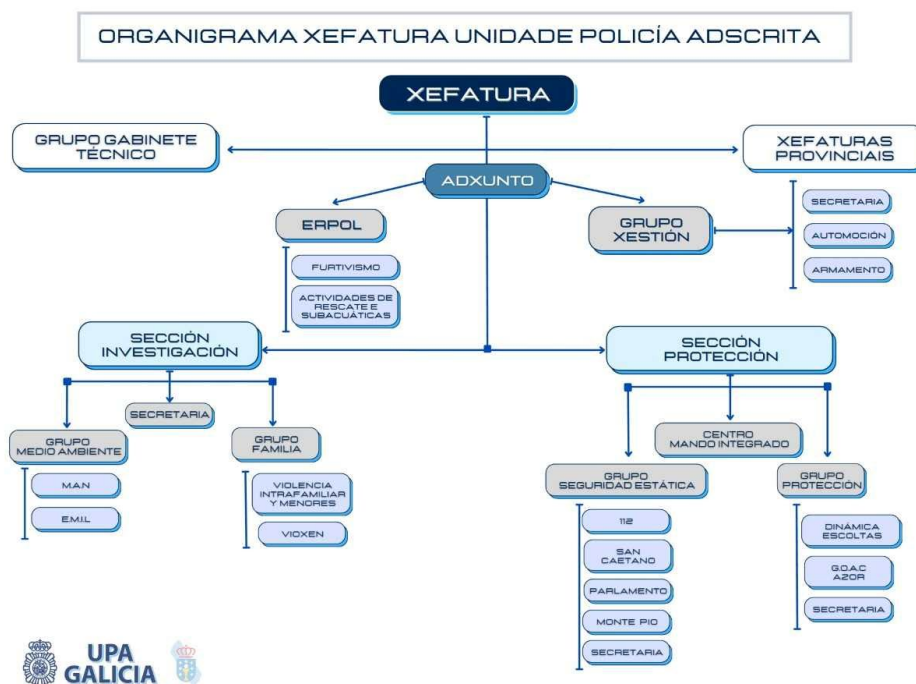 ORGANIGRAMA XEFATURA UNIDADE POLICÍA ADSCRITA
XEFATURA
GRUPO GABINETE
TÉCNICO
XEFATURAS
PROVINCIAIS
ADXUNTO
SECRETARIA
AUTOMOCIÓN
ARMAMENTO
ERPOL
GRUPO
XESTIÓN
FURTIVISMO
ACTIVIDADES DE
RESCATE E
SUBACUÁTICAS
SECCIÓN
INVESTIGACIÓN
SECCIÓN
PROTECCIÓN
SECRETARIA
GRUPO
MEDIO AMBIENTE
GRUPO
FAMILIA
M.A.N
E.M.I.L
VIOLENCIA
INTRAFAMILIAR
Y MENORES
VIOXEN
CENTRO
MANDO INTEGRADO
GRUPO
SEGURIDAD ESTÁTICA
GRUPO
PROTECCIÓN
112
SAN
CAETANO
PARLAMENTO
MONTE PIO
SECRETARIA
DINÁMICA
ESCOLTAS
G.O.A.C
AZOR
SECRETARIA
UPA
GALICIA